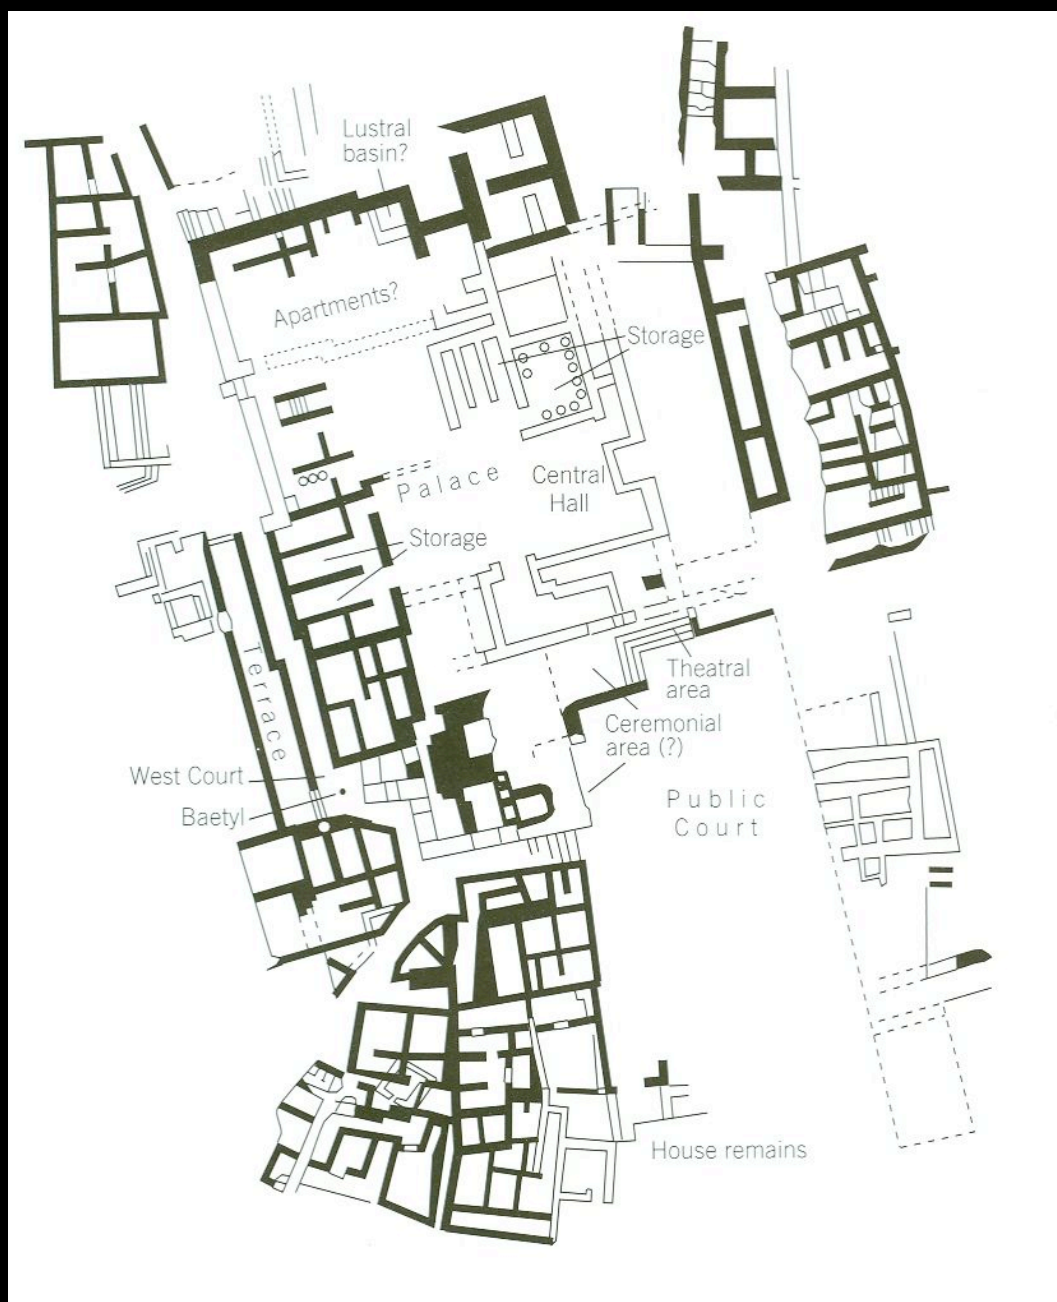 Lustral
basin?
Apartments?
Storage
Palace
Central
Hall
Storage
Terrace
Theatral
area
Ceremonial
area (?)
West Court
Baetyl
Public
Court
House remains